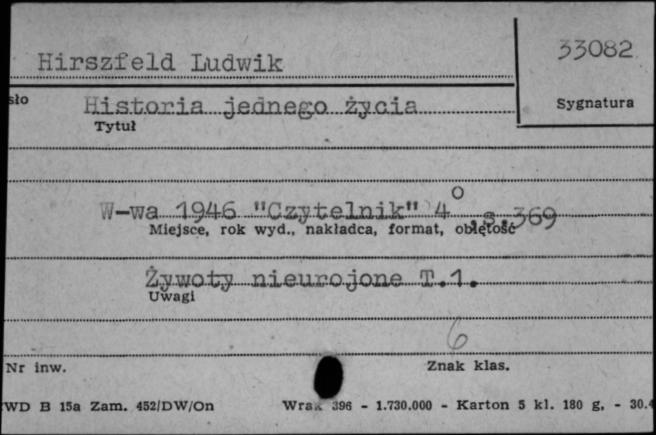 33082
Hirszfeld Ludwik
sło Historia jednego życia Sygnatura
Tytuł
W-wa 1946 "Czytelnik" 4° s.369
Miejsce, rok wyd., nakładca, format, objętość
Żywoty nieurojone T.1.
Uwagi
6
Nr inw. Znak klas.
WD B 15a Zam. 452/DW/On Wrak 396 - 1.730.000 - Karton 5 kl. 180 g. - 30.4